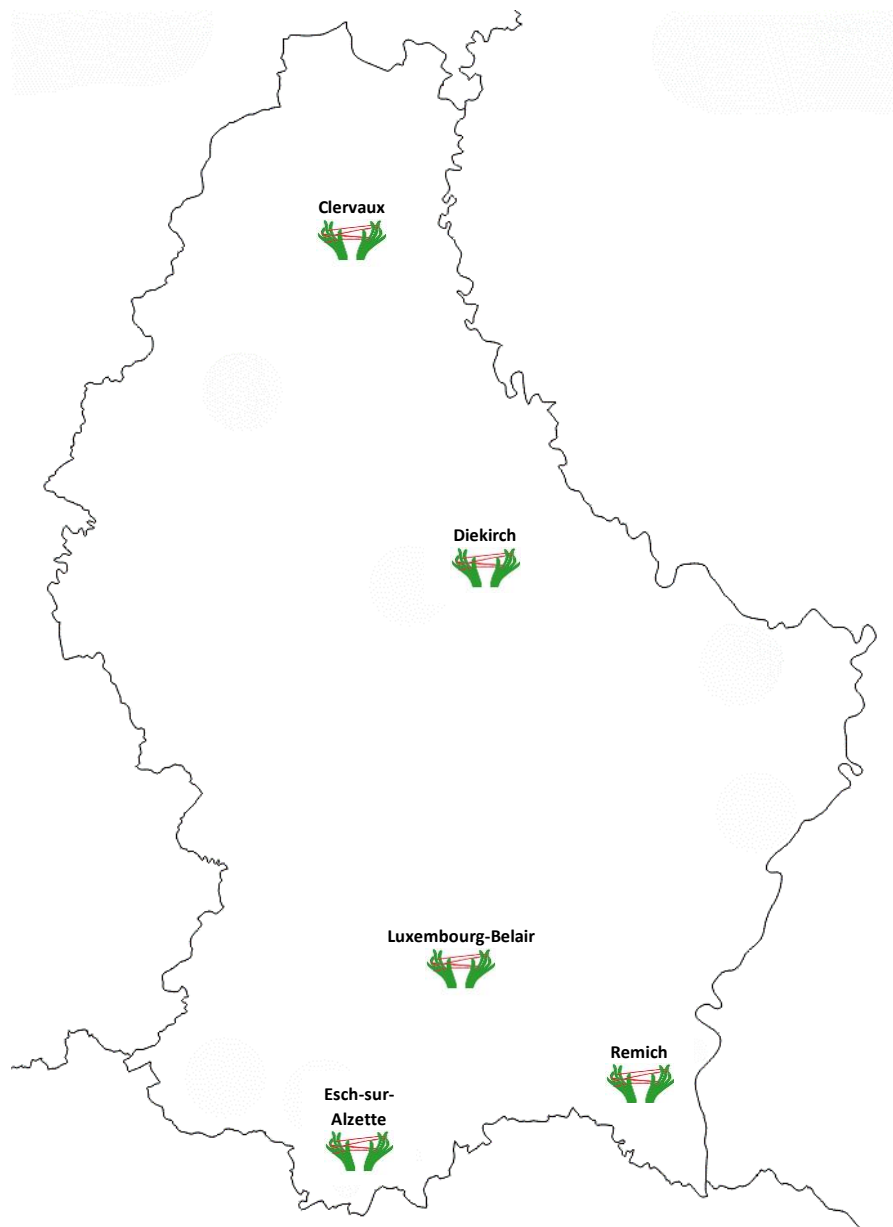 Clervaux
Diekirch
Luxembourg-Belair
Remich
Esch-sur-
Alzette